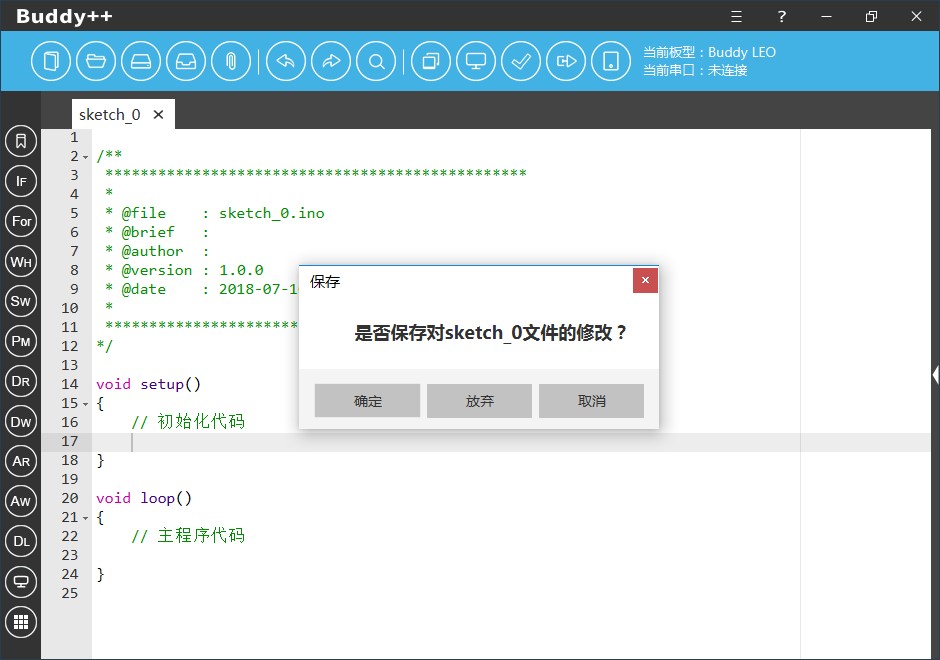 Buddy++
?
当前板型：Buddy LEO
当前串口：未连接
sketch_0
IF
For
WH
SW
PM
DR
DW
AR
AW
DL
1
2 /**
3 ************************************************
4 *
5 * @file : sketch_0.ino
6 * @brief :
7 * @author :
8 * @version : 1.0.0
9 * @date : 2018-07-1
10 *
11 **********************
12 */
13
14 void setup()
15 {
16 // 初始化代码
17
18 }
19
20 void loop()
21 {
22 // 主程序代码
23
24 }
25
保存
是否保存对sketch_0文件的修改？
确定 放弃 取消